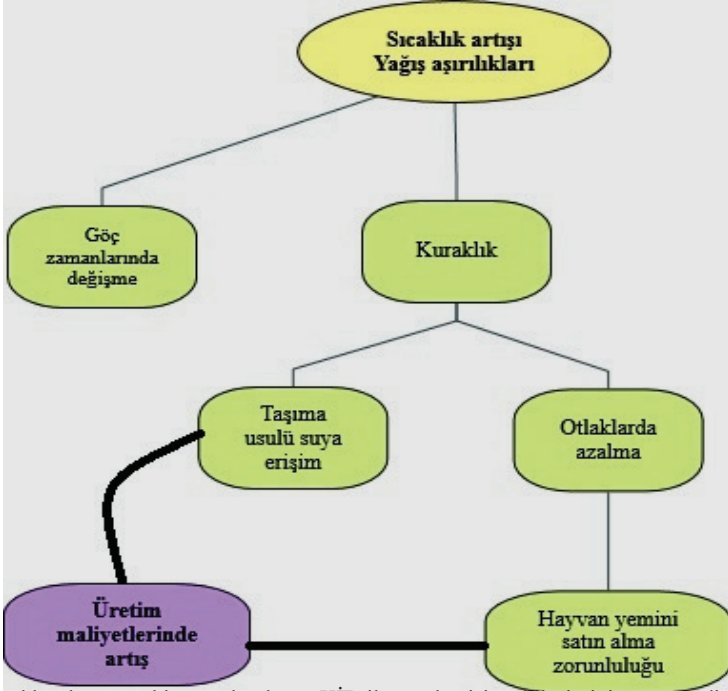 Sıcaklık artışı
Yağış aşırılıkları
Göç
zamanlarında
değişme
Kuraklık
Taşıma
usulü suya
erişim
Otlaklarda
azalma
Üretim
maliyetlerinde
artış
Hayvan yemini
satın alma
zorunluluğu